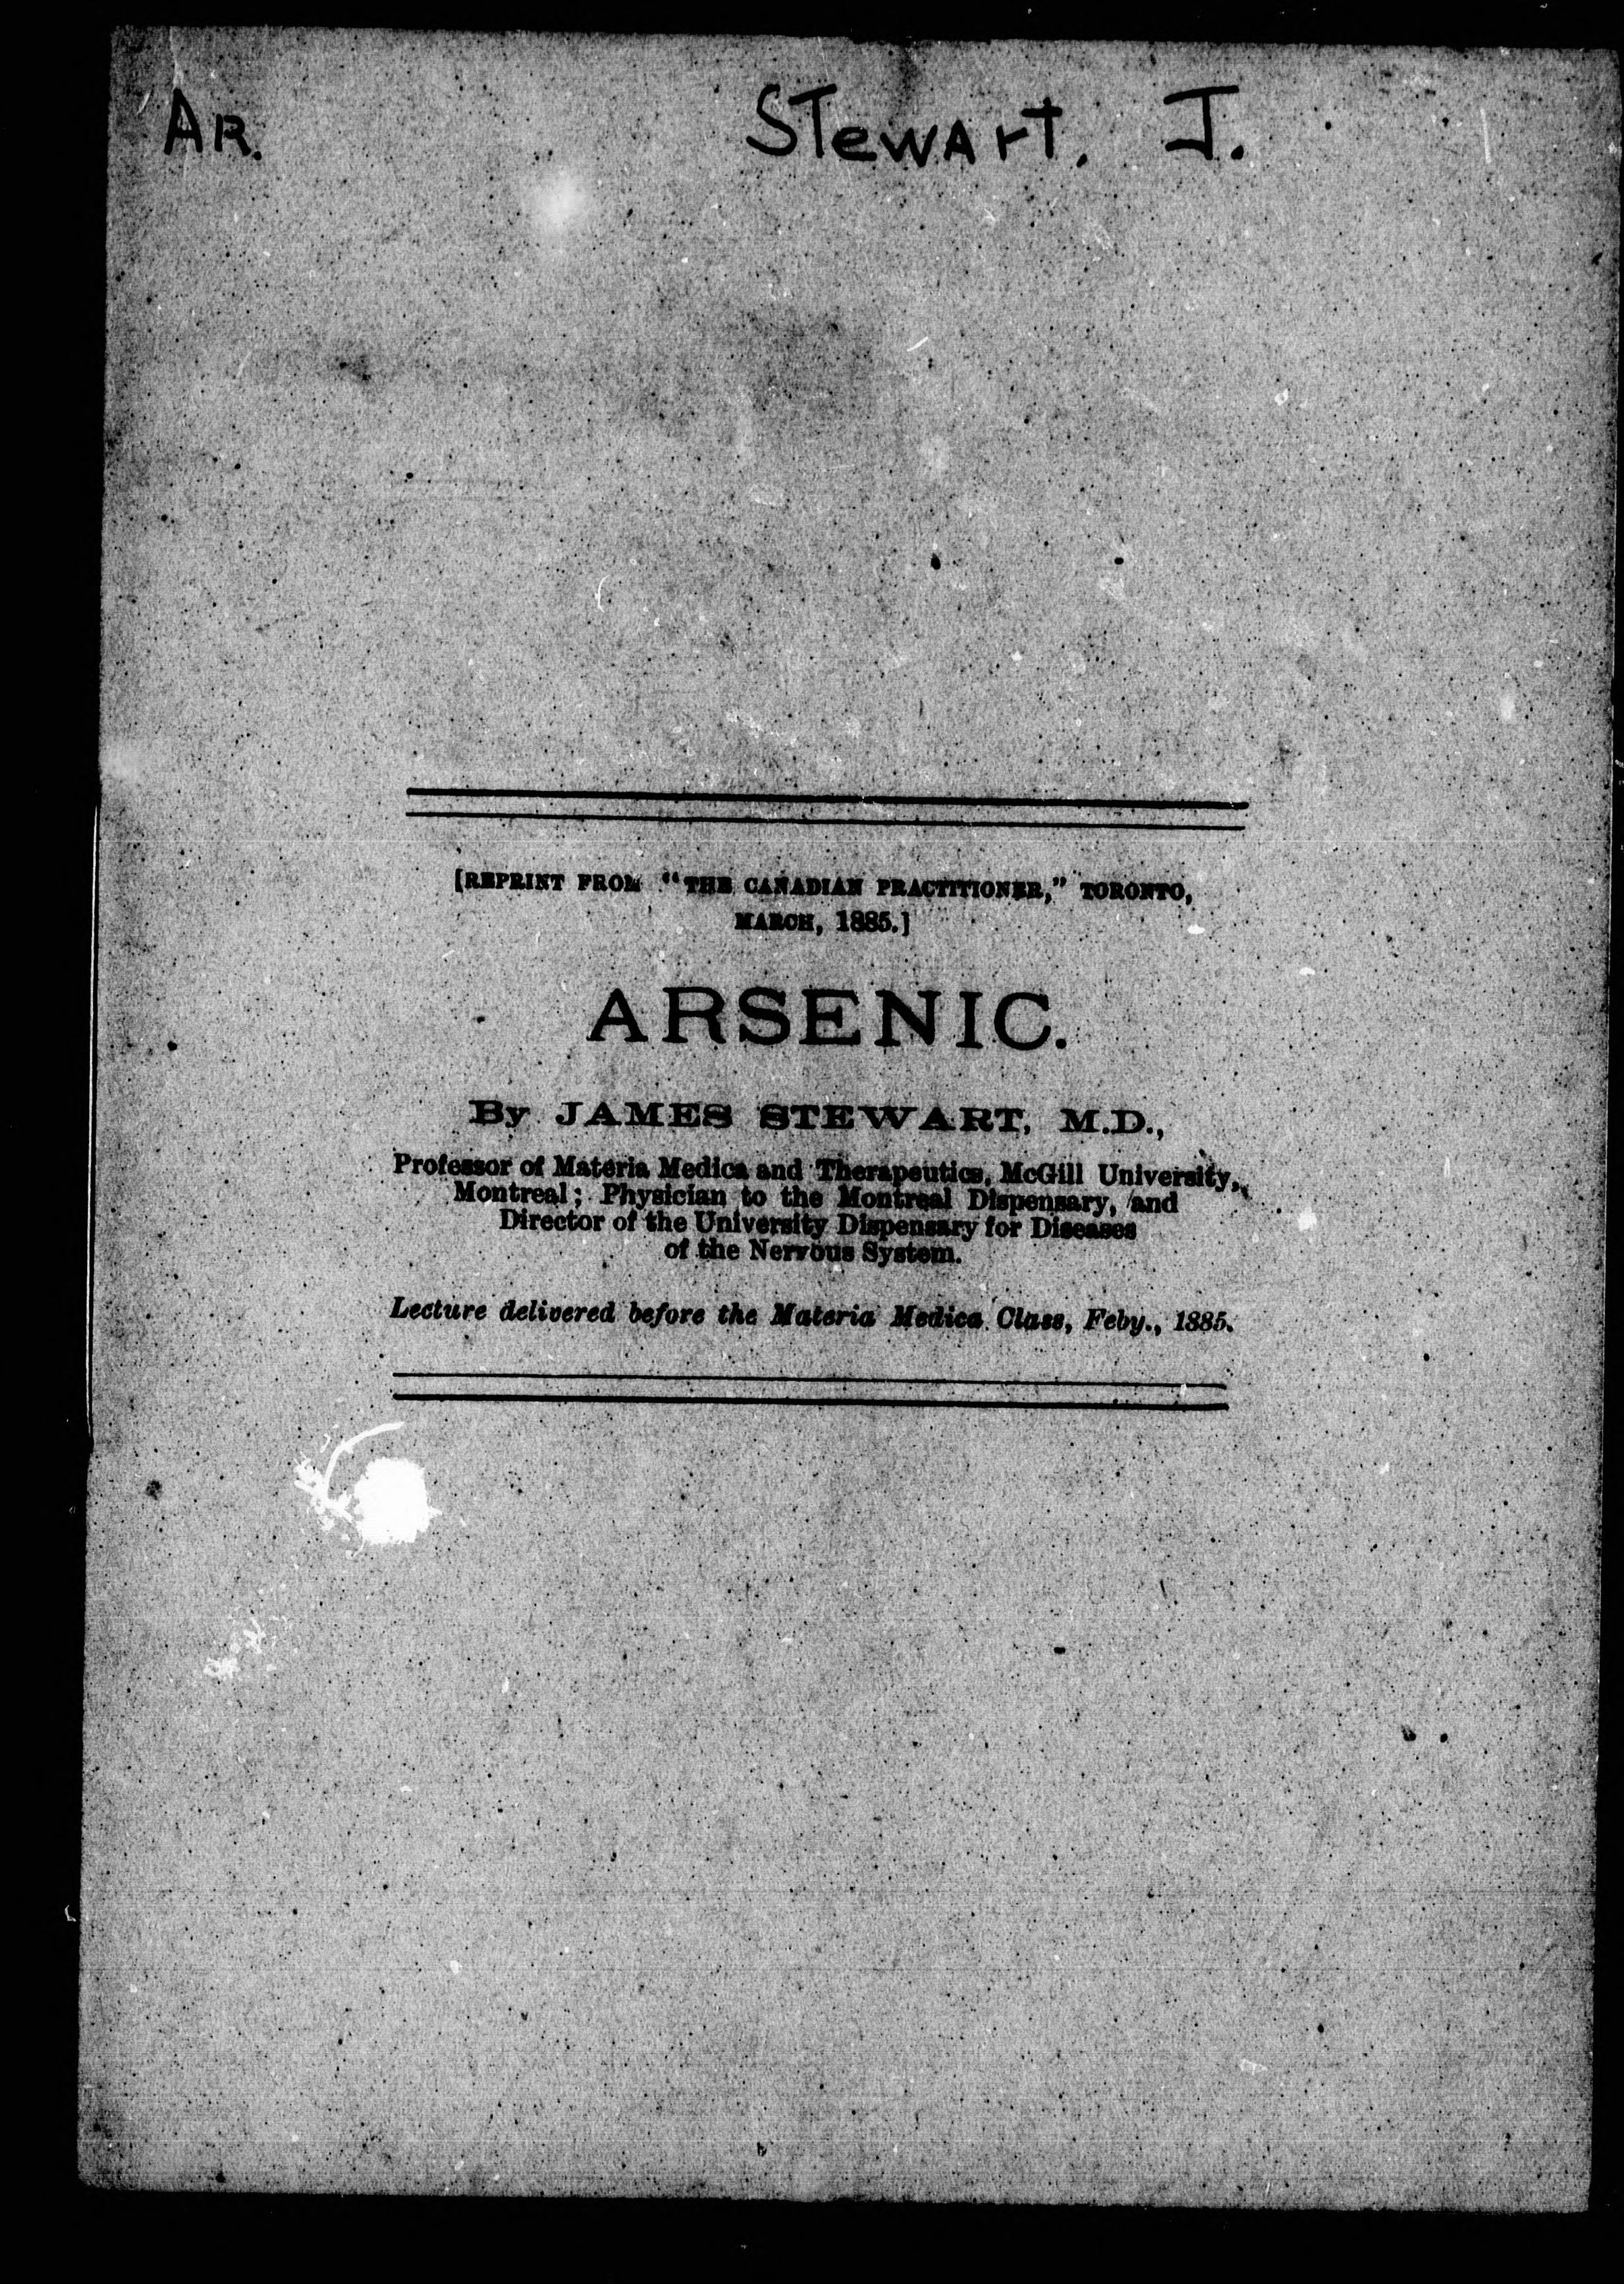 AR. Stewart. J.
[REPRINT FROM "THE CANADIAN PRACTITIONER," TORONTO,
MARCH, 1885.]
ARSENIC.
By JAMES STEWART, M.D.,
Professor of Materia Medica and Therapeutics, McGill University,
Montreal; Physician to the Montreal Dispensary, and
Director of the University Dispensary for Diseases
of the Nervous System.
Lecture delivered before the Materia Medica Class, Feby., 1885.